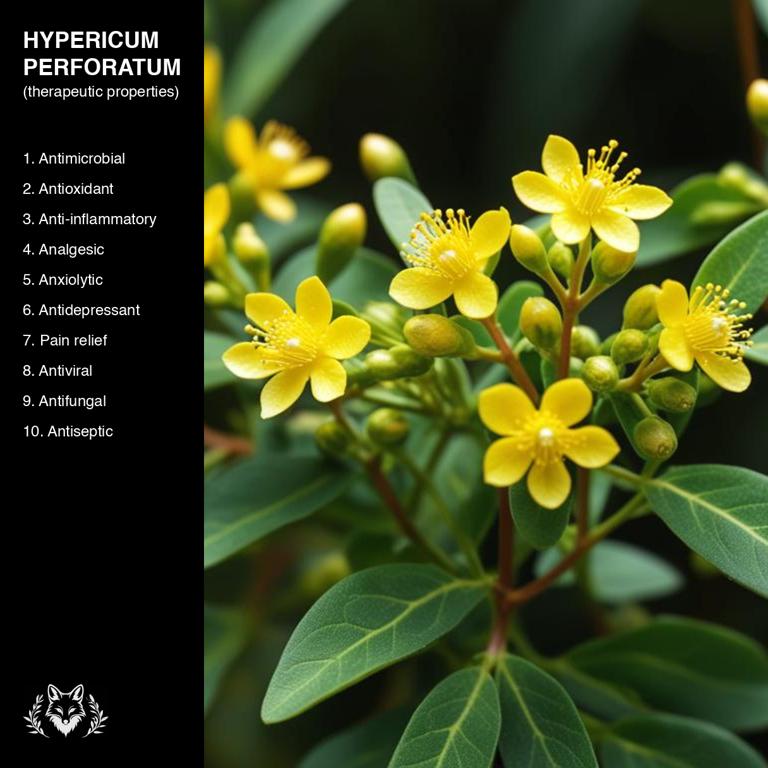 HYPERICUM
PERFORATUM
(therapeutic properties)
1. Antimicrobial
2. Antioxidant
3. Anti-inflammatory
4. Analgesic
5. Anxiolytic
6. Antidepressant
7. Pain relief
8. Antiviral
9. Antifungal
10. Antiseptic